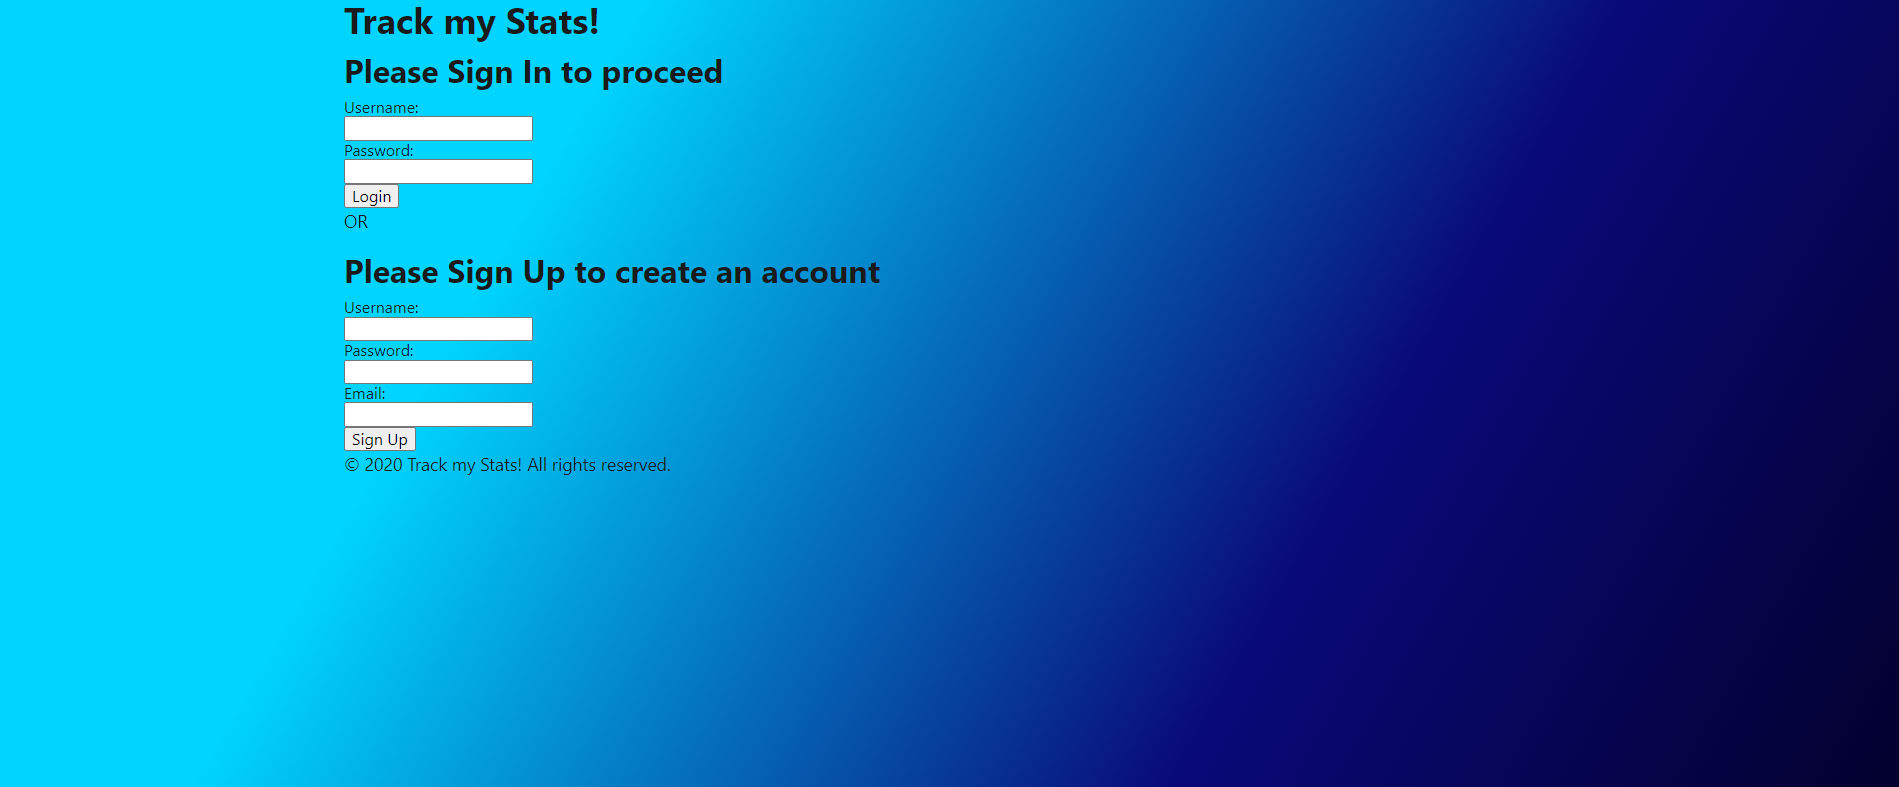 Track my Stats!
Please Sign In to proceed
Username:
Password:
Login
OR
Please Sign Up to create an account
Username:
Password:
Email:
Sign Up
© 2020 Track my Stats! All rights reserved.